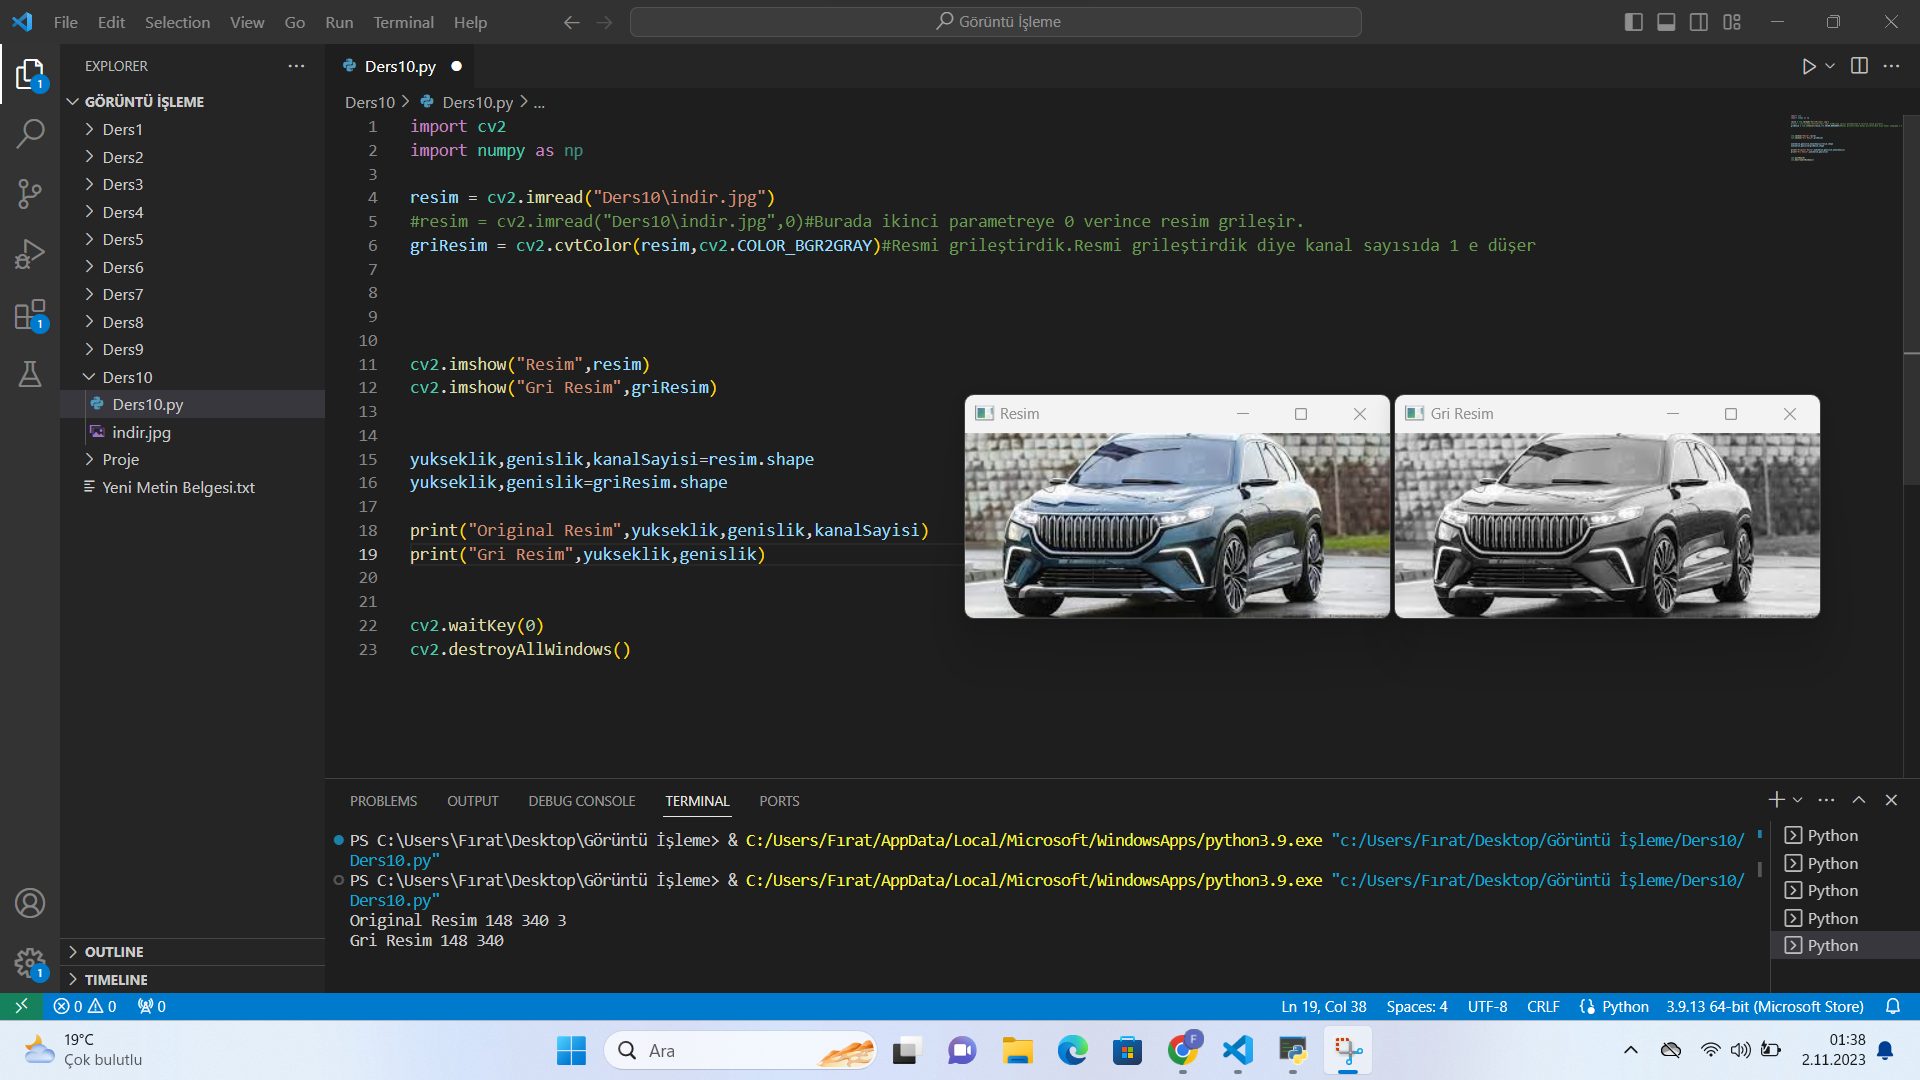 File Edit Selection View Go Run Terminal Help
Görüntü İşleme
EXPLORER
GÖRÜNTÜ İŞLEME
Ders1
Ders2
Ders3
Ders4
Ders5
Ders6
Ders7
Ders8
Ders9
Ders10
Ders10.py
indir.jpg
Proje
Yeni Metin Belgesi.txt
OUTLINE
TIMELINE
1
1
1
Ders10.py
Ders10 > Ders10.py > ...
1 import cv2
2 import numpy as np
3
4 resim = cv2.imread("Ders10\indir.jpg")
5 #resim = cv2.imread("Ders10\indir.jpg",0)#Burada ikinci parametreye 0 verince resim grileşir.
6 griResim = cv2.cvtColor(resim,cv2.COLOR_BGR2GRAY)#Resmi grileştirdik.Resmi grileştirdik diye kanal sayısıda 1 e düşer
7
8
9
10
11 cv2.imshow("Resim",resim)
12 cv2.imshow("Gri Resim",griResim)
13
14
15 yukseklik,genislik,kanalSayisi=resim.shape
16 yukseklik,genislik=griResim.shape
17
18 print("Original Resim",yukseklik,genislik,kanalSayisi)
19 print("Gri Resim",yukseklik,genislik)
20
21
22 cv2.waitKey(0)
23 cv2.destroyAllWindows()
Resim
Gri Resim
PROBLEMS OUTPUT DEBUG CONSOLE TERMINAL PORTS
PS C:\Users\Fırat\Desktop\Görüntü İşleme> & C:/Users/Fırat/AppData/Local/Microsoft/WindowsApps/python3.9.exe "c:/Users/Fırat/Desktop/Görüntü İşleme/Ders10/
Ders10.py"
PS C:\Users\Fırat\Desktop\Görüntü İşleme> & C:/Users/Fırat/AppData/Local/Microsoft/WindowsApps/python3.9.exe "c:/Users/Fırat/Desktop/Görüntü İşleme/Ders10/
Ders10.py"
Original Resim 148 340 3
Gri Resim 148 340
Python
Python
Python
Python
Python
0 0 0
Ln 19, Col 38 Spaces: 4 UTF-8 CRLF Python 3.9.13 64-bit (Microsoft Store)
19°C
Çok bulutlu
Ara
F
01:38
2.11.2023